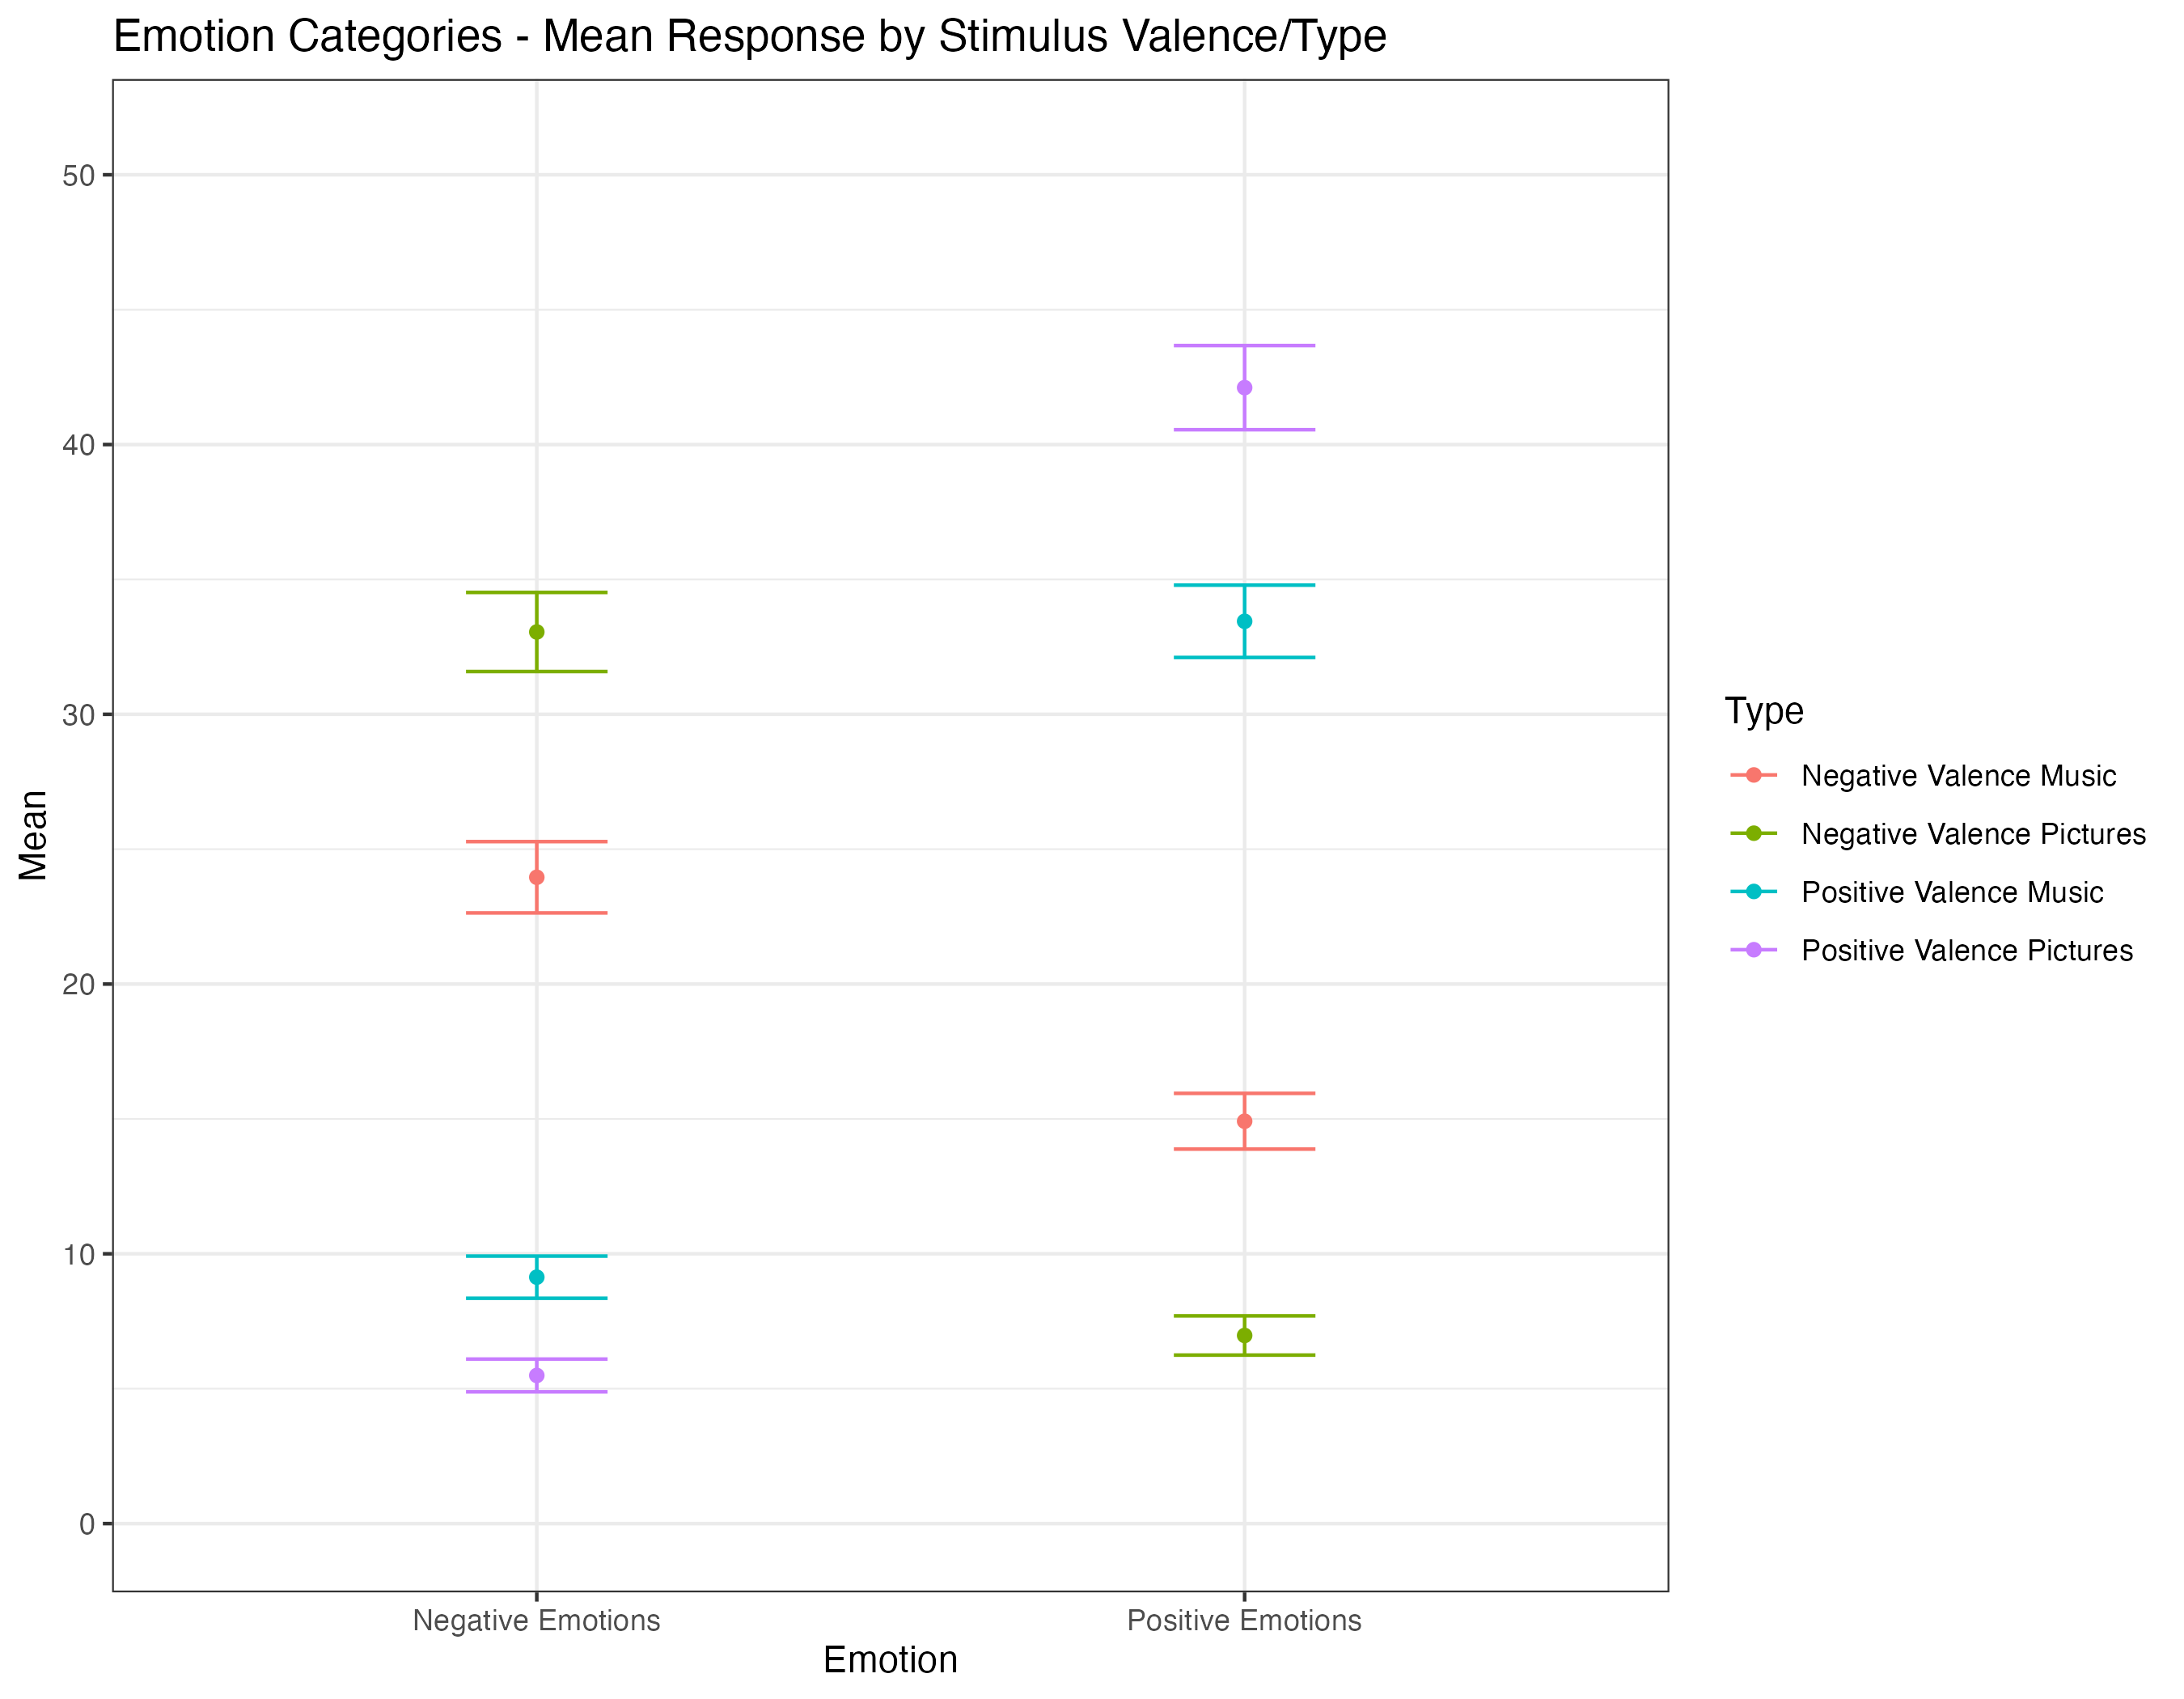 Emotion Categories - Mean Response by Stimulus Valence/Type
50
40
30
20
10
0
Mean
Negative Emotions
Positive Emotions
Emotion
Type
Negative Valence Music
Negative Valence Pictures
Positive Valence Music
Positive Valence Pictures